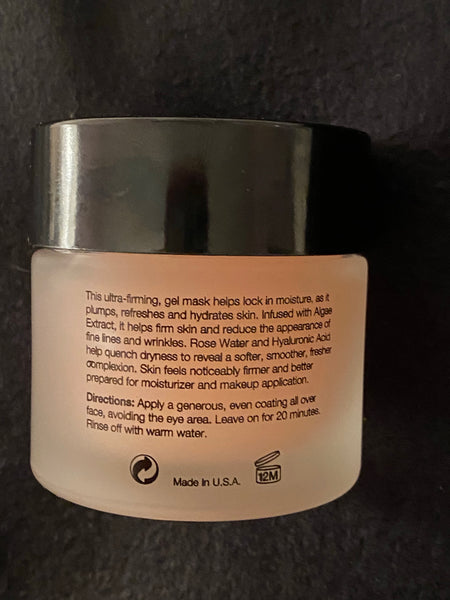 This ultra-firming, gel mask helps lock in moisture, as it
plumps, refreshes and hydrates skin. Infused with Algae
Extract, it helps firm skin and reduce the appearance of
fine lines and wrinkles. Rose Water and Hyaluronic Acid
help quench dryness to reveal a softer, smoother, fresher
complexion. Skin feels noticeably firmer and better
prepared for moisturizer and makeup application.
Directions: Apply a generous, even coating all over
face, avoiding the eye area. Leave on for 20 minutes.
Rinse off with warm water.
Made In U.S.A.
12M